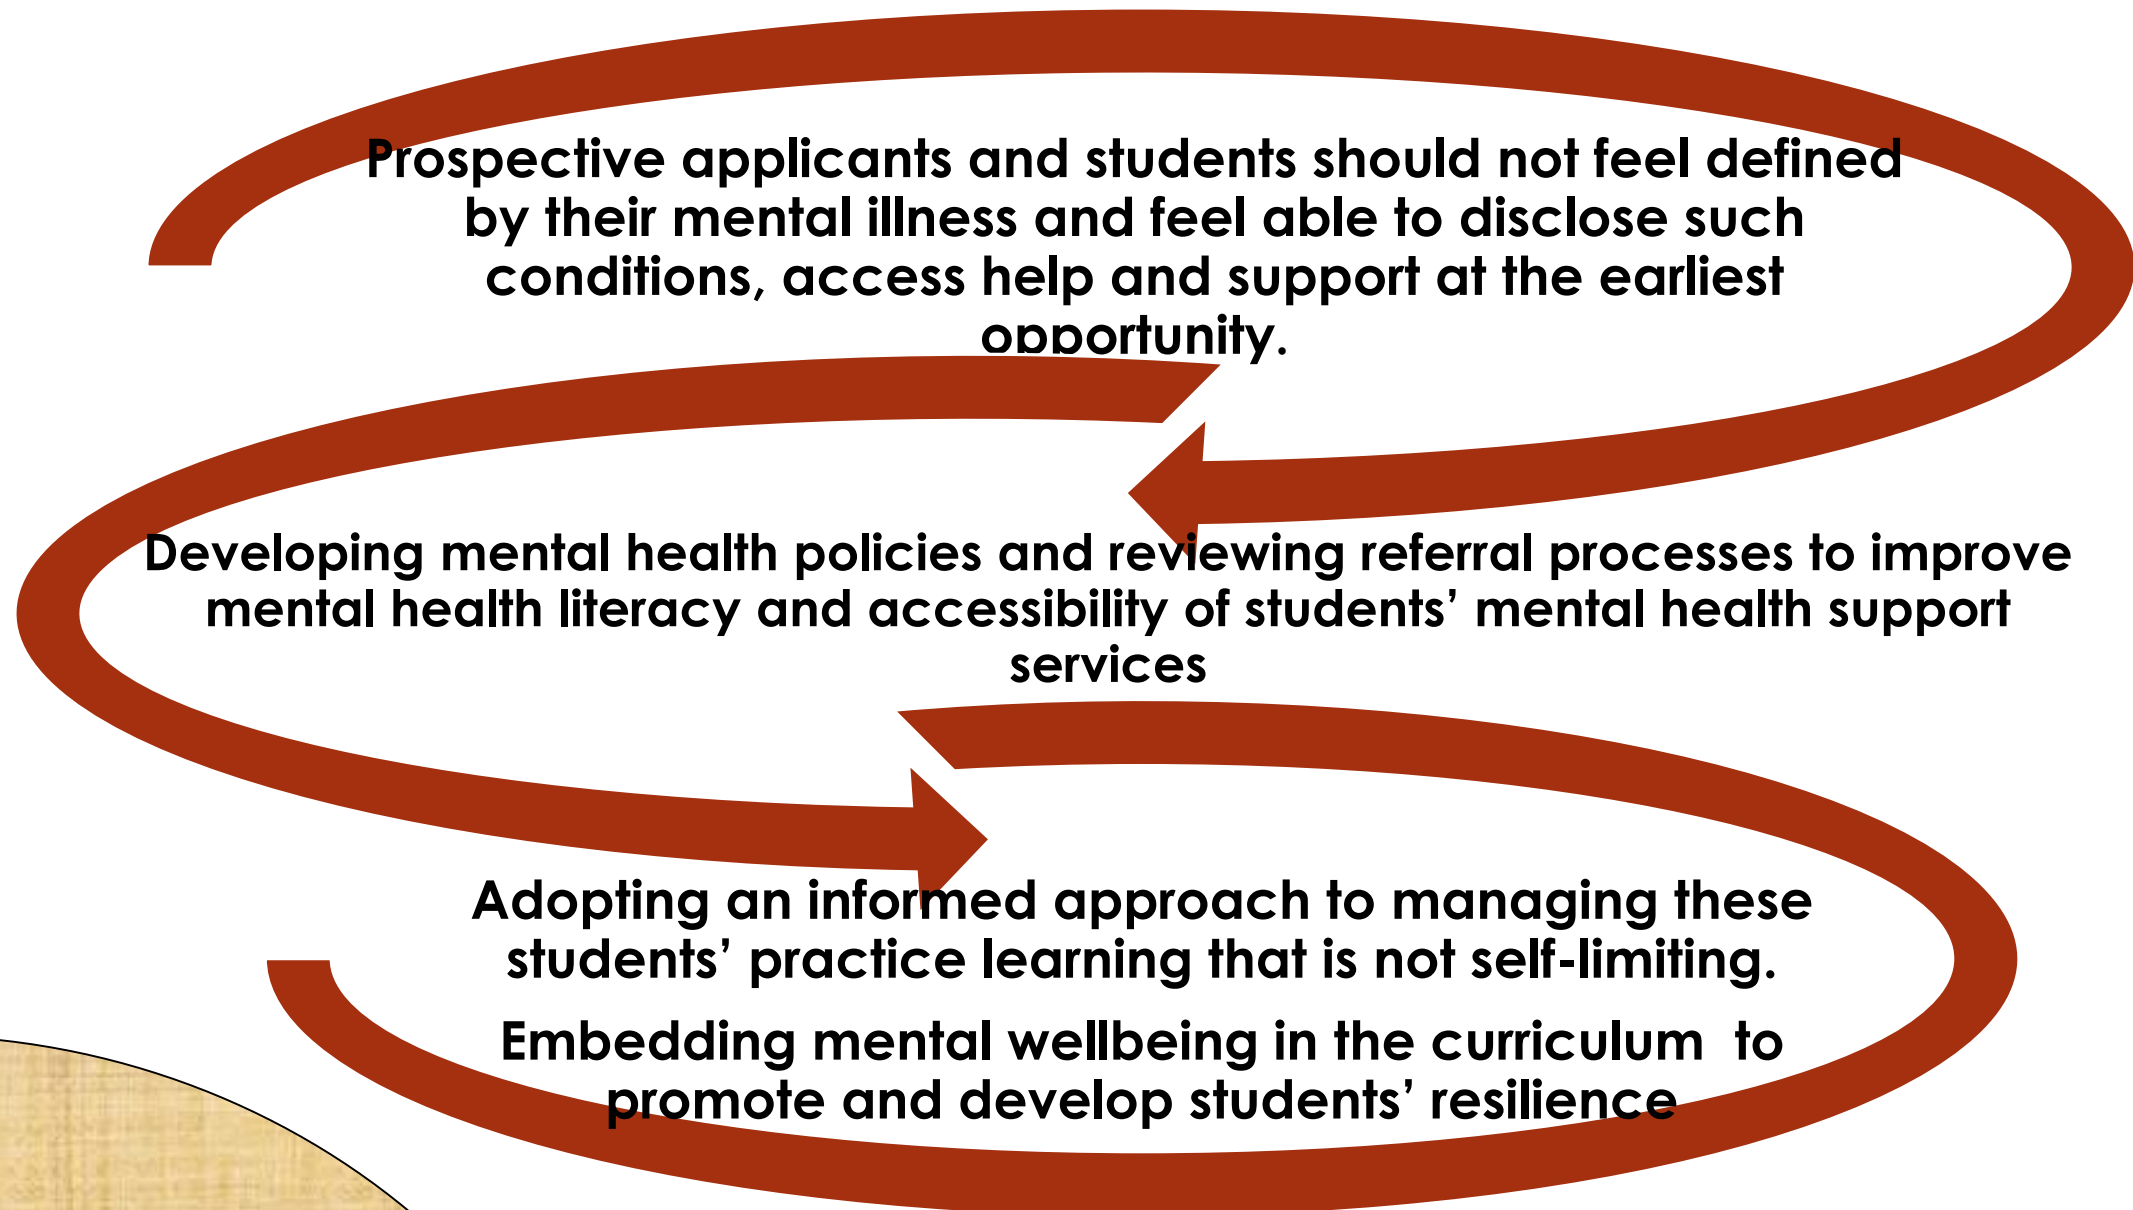 Prospective applicants and students should not feel defined
by their mental illness and feel able to disclose such
conditions, access help and support at the earliest
opportunity.
Developing mental health policies and reviewing referral processes to improve
mental health literacy and accessibility of students’ mental health support
services
Adopting an informed approach to managing these
students’ practice learning that is not self-limiting.
Embedding mental wellbeing in the curriculum  to
promote and develop students’ resilience